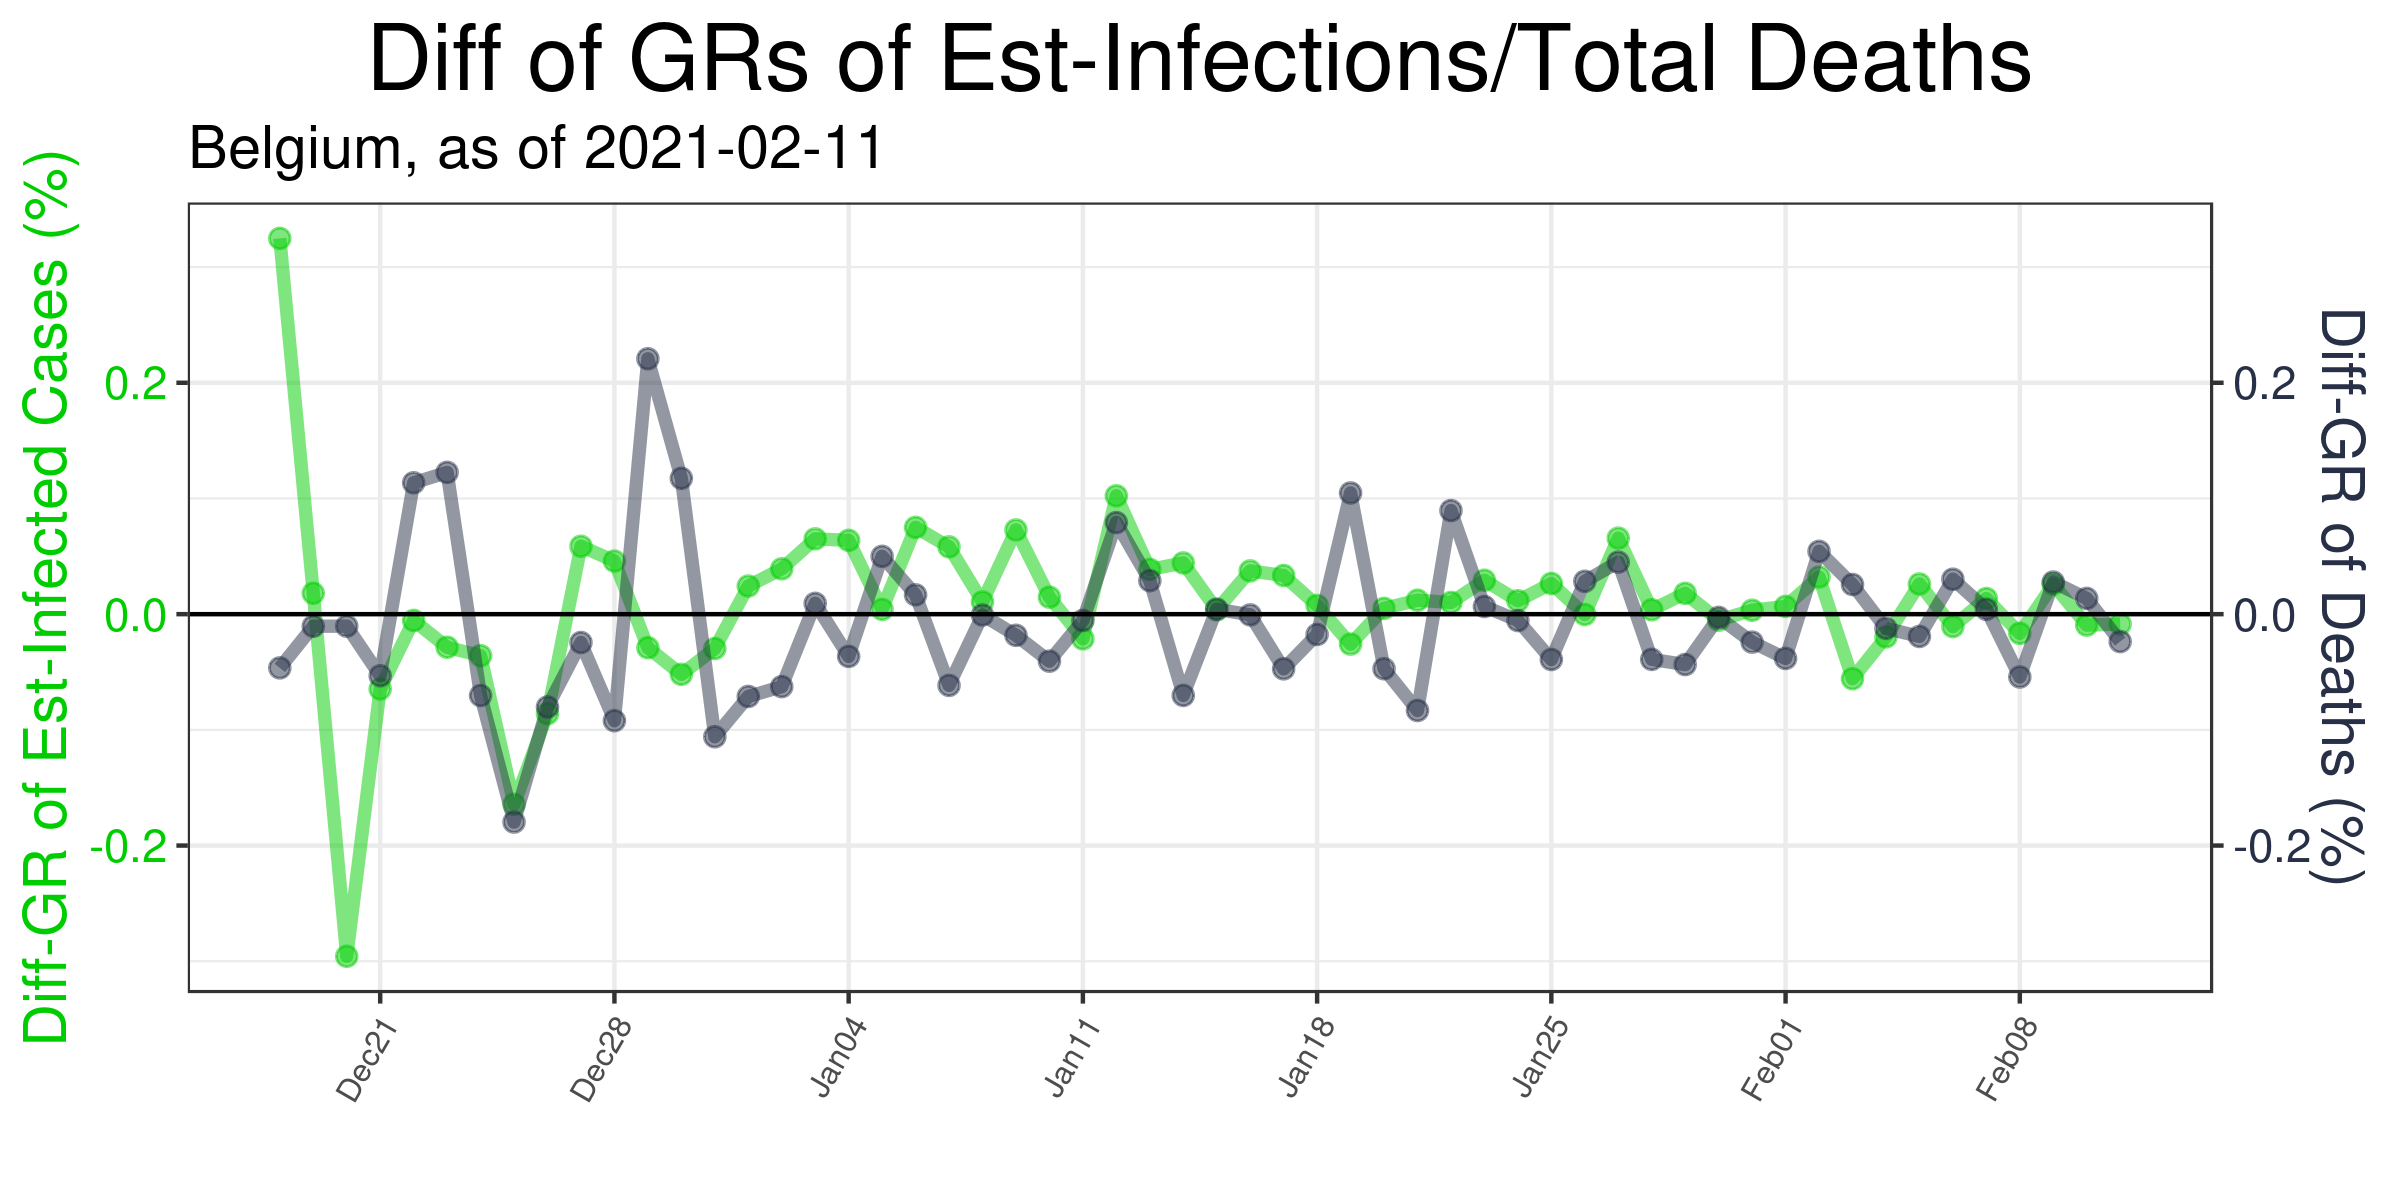 Diff of GRs of Est-Infections/Total Deaths
Belgium, as of 2021-02-11
Diff-GR of Est-Infected Cases (%)
0.2
0.0
-0.2
0.2
0.0
-0.2
Diff-GR of Deaths (%)
Dec21
Dec28
Jan04
Jan11
Jan18
Jan25
Feb01
Feb08